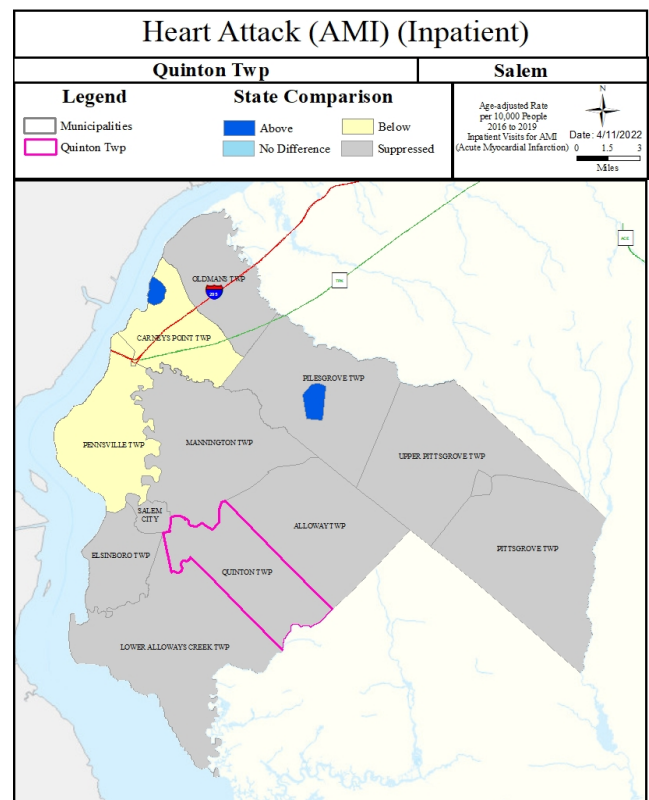 Heart Attack (AMI) (Inpatient)
Quinton Twp
Salem
Legend
Municipalities
Quinton Twp
State Comparison
Above
Below
No Difference
Suppressed
Age-adjusted Rate
per 10,000 People
2016 to 2019
Inpatient Visits for AMI
(Acute Myocardial Infarction)
N
Date: 4/11/2022
0 1.5 3
Miles
OLDMANS TWP
295
TPK
ACE
CARNEYS POINT TWP
PILESGROVE TWP
PENNSVILLE TWP
MANNINGTON TWP
UPPER PITTSGROVE TWP
SALEM
CITY
ALLOWAY TWP
ELSINBORO TWP
PITTSGROVE TWP
QUINTON TWP
LOWER ALLOWAYS CREEK TWP